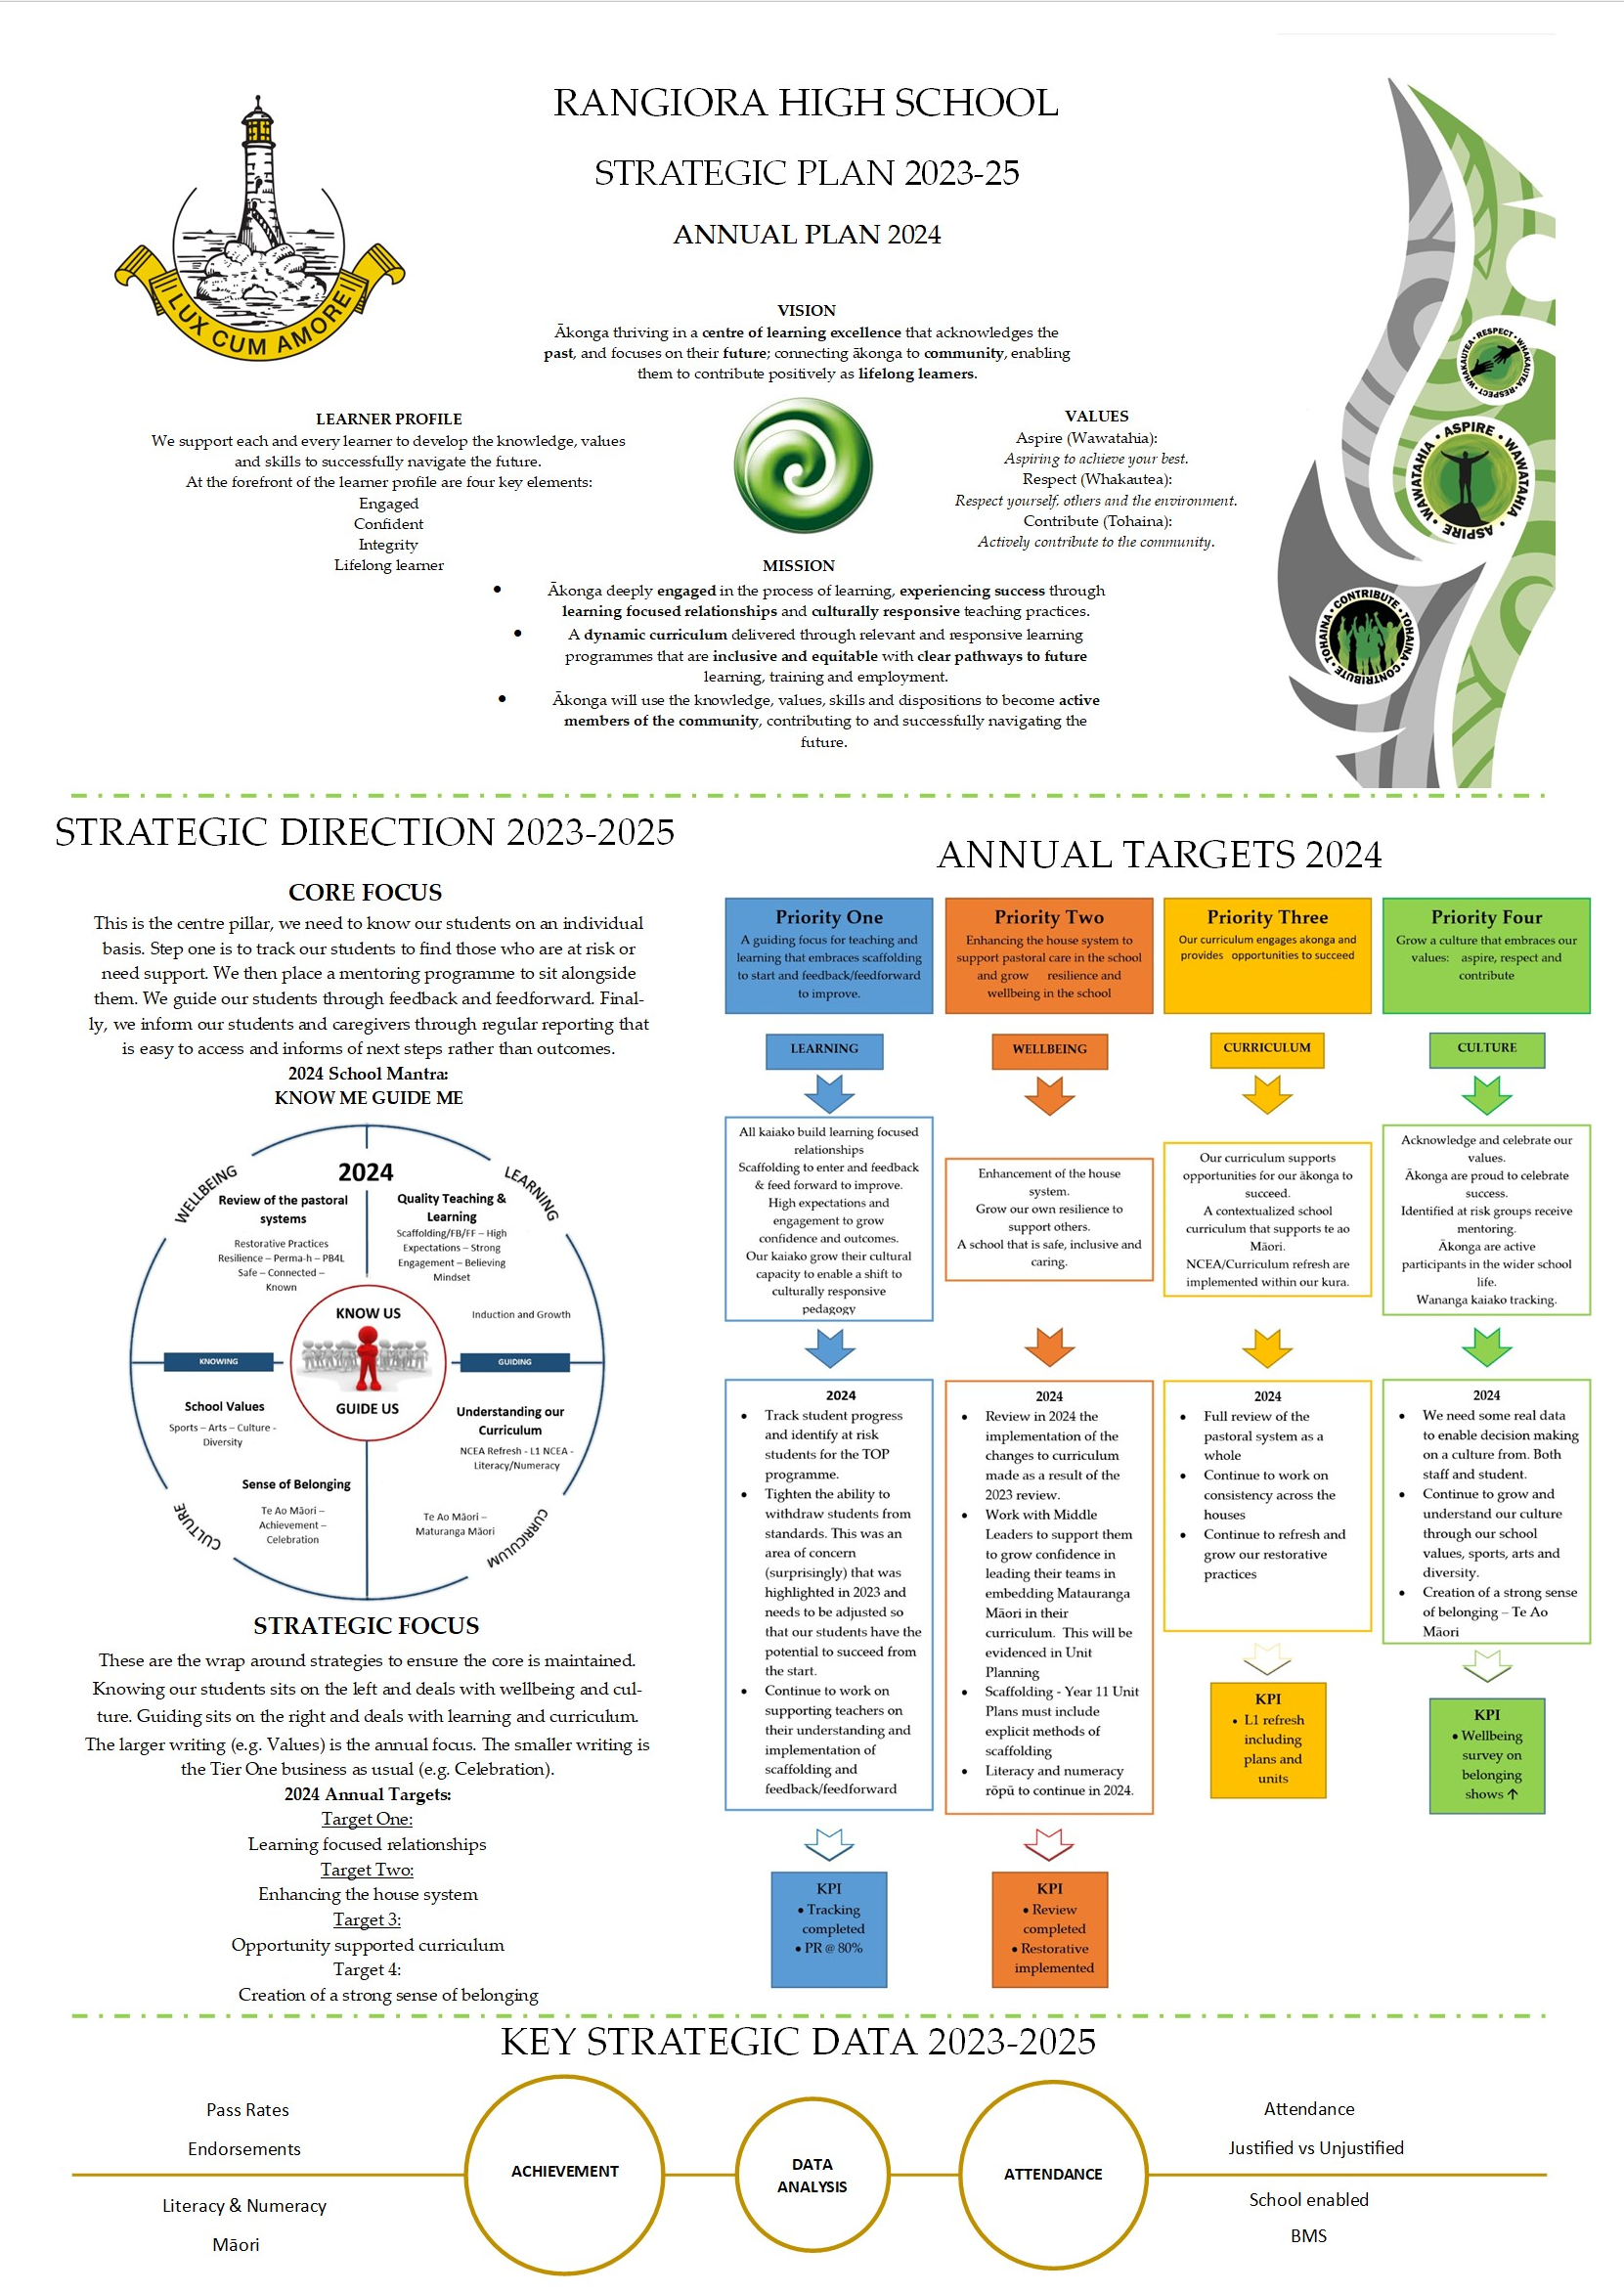 RANGIORA HIGH SCHOOL
STRATEGIC PLAN 2023-25
ANNUAL PLAN 2024
LUX CUM AMORE
VISION
Ākonga thriving in a centre of learning excellence that acknowledges the
past, and focuses on their future; connecting ākonga to community, enabling
them to contribute positively as lifelong learners.
LEARNER PROFILE
We support each and every learner to develop the knowledge, values
and skills to successfully navigate the future.
At the forefront of the learner profile are four key elements:
Engaged
Confident
Integrity
Lifelong learner
VALUES
Aspire (Wawatahia):
Aspiring to achieve your best.
Respect (Whakautea):
Respect yourself, others and the environment.
Contribute (Tohaina):
Actively contribute to the community.
RESPECT • WHAKAUTEA • RESPECT • WHAKAUTEA •
ASPIRE • WAWATAHIA • ASPIRE • WAWATAHIA •
CONTRIBUTE • TOHAINA • CONTRIBUTE • TOHAINA •
MISSION
• Ākonga deeply engaged in the process of learning, experiencing success through
learning focused relationships and culturally responsive teaching practices.
• A dynamic curriculum delivered through relevant and responsive learning
programmes that are inclusive and equitable with clear pathways to future
learning, training and employment.
• Ākonga will use the knowledge, values, skills and dispositions to become active
members of the community, contributing to and successfully navigating the
future.
STRATEGIC DIRECTION 2023-2025
CORE FOCUS
This is the centre pillar, we need to know our students on an individual
basis. Step one is to track our students to find those who are at risk or
need support. We then place a mentoring programme to sit alongside
them. We guide our students through feedback and feedforward. Final-
ly, we inform our students and caregivers through regular reporting that
is easy to access and informs of next steps rather than outcomes.
2024 School Mantra:
KNOW ME GUIDE ME
2024
WELLBEING
Review of the pastoral
systems
Restorative Practices
Resilience – Perma-h – PB4L
Safe – Connected –
Known
LEARNING
Quality Teaching &
Learning
Scaffolding/FB/FF – High
Expectations – Strong
Engagement – Believing
Mindset
Induction and Growth
KNOW US
KNOWING
GUIDING
GUIDE US
School Values
Sports – Arts – Culture -
Diversity
Sense of Belonging
Te Ao Māori –
Achievement –
Celebration
CULTURE
Understanding our
Curriculum
NCEA Refresh - L1 NCEA -
Literacy/Numeracy
Te Ao Māori –
Maturanga Māori
CURRICULUM
STRATEGIC FOCUS
These are the wrap around strategies to ensure the core is maintained.
Knowing our students sits on the left and deals with wellbeing and cul-
ture. Guiding sits on the right and deals with learning and curriculum.
The larger writing (e.g. Values) is the annual focus. The smaller writing is
the Tier One business as usual (e.g. Celebration).
2024 Annual Targets:
Target One:
Learning focused relationships
Target Two:
Enhancing the house system
Target 3:
Opportunity supported curriculum
Target 4:
Creation of a strong sense of belonging
ANNUAL TARGETS 2024
Priority One
A guiding focus for teaching and
learning that embraces scaffolding
to start and feedback/feedforward
to improve.
LEARNING
All kaiako build learning focused
relationships
Scaffolding to enter and feedback
& feed forward to improve.
High expectations and
engagement to grow
confidence and outcomes.
Our kaiako grow their cultural
capacity to enable a shift to
culturally responsive
pedagogy
2024
• Track student progress
and identify at risk
students for the TOP
programme.
• Tighten the ability to
withdraw students from
standards. This was an
area of concern
(surprisingly) that was
highlighted in 2023 and
needs to be adjusted so
that our students have the
potential to succeed from
the start.
• Continue to work on
supporting teachers on
their understanding and
implementation of
scaffolding and
feedback/feedforward
KPI
• Tracking
completed
• PR @ 80%
Priority Two
Enhancing the house system to
support pastoral care in the school
and grow resilience and
wellbeing in the school
WELLBEING
Enhancement of the house
system.
Grow our own resilience to
support others.
A school that is safe, inclusive and
caring.
2024
• Review in 2024 the
implementation of the
changes to curriculum
made as a result of the
2023 review.
• Work with Middle
Leaders to support them
to grow confidence in
leading their teams in
embedding Matauranga
Māori in their
curriculum. This will be
evidenced in Unit
Planning
• Scaffolding - Year 11 Unit
Plans must include
explicit methods of
scaffolding
• Literacy and numeracy
rōpū to continue in 2024.
KPI
• Review
completed
• Restorative
implemented
Priority Three
Our curriculum engages akonga and
provides opportunities to succeed
CURRICULUM
Our curriculum supports
opportunities for our ākonga to
succeed.
A contextualized school
curriculum that supports te ao
Māori.
NCEA/Curriculum refresh are
implemented within our kura.
2024
• Full review of the
pastoral system as a
whole
• Continue to work on
consistency across the
houses
• Continue to refresh and
grow our restorative
practices
KPI
• L1 refresh
including
plans and
units
Priority Four
Grow a culture that embraces our
values: aspire, respect and
contribute
CULTURE
Acknowledge and celebrate our
values.
Ākonga are proud to celebrate
success.
Identified at risk groups receive
mentoring.
Ākonga are active
participants in the wider school
life.
Wananga kaiako tracking.
2024
• We need some real data
to enable decision making
on a culture from. Both
staff and student.
• Continue to grow and
understand our culture
through our school
values, sports, arts and
diversity.
• Creation of a strong sense
of belonging – Te Ao
Māori
KPI
• Wellbeing
survey on
belonging
shows ↑
KEY STRATEGIC DATA 2023-2025
Pass Rates
Endorsements
Literacy & Numeracy
Māori
ACHIEVEMENT
DATA
ANALYSIS
ATTENDANCE
Attendance
Justified vs Unjustified
School enabled
BMS